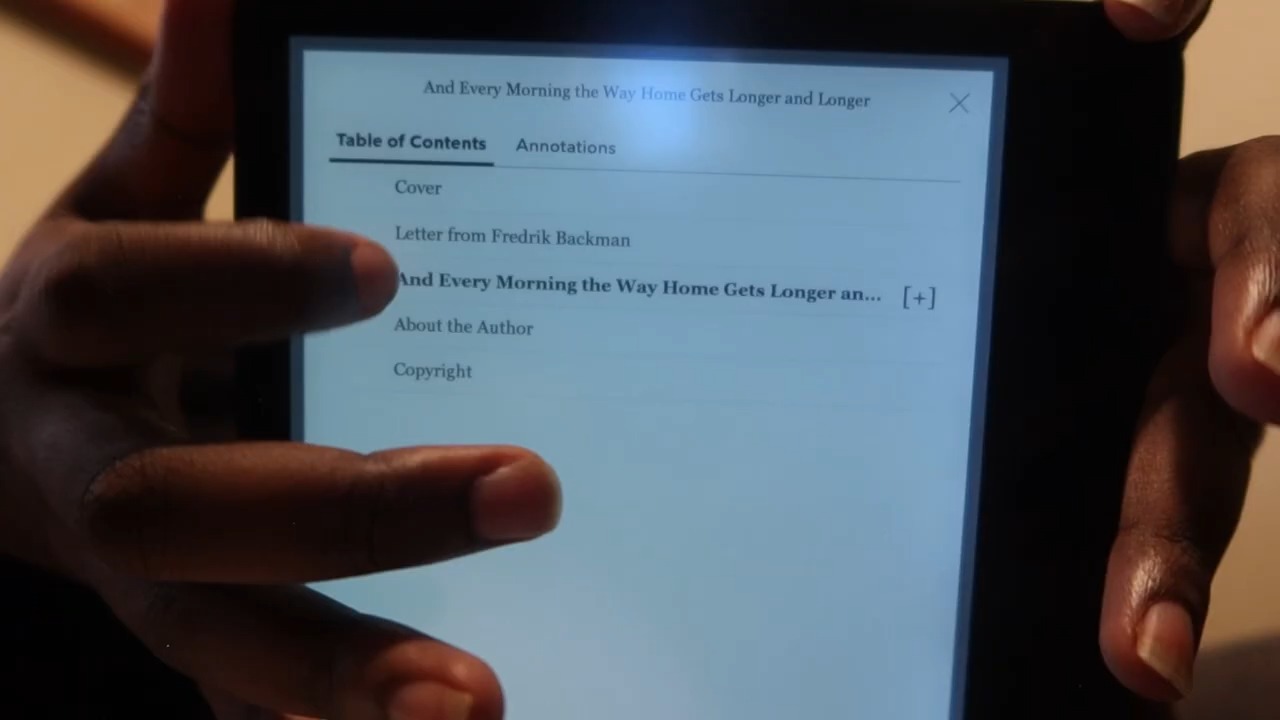 And Every Morning the Way Home Gets Longer and Longer
Table of Contents Annotations
Cover
Letter from Fredrik Backman
And Every Morning the Way Home Gets Longer an... [+]
About the Author
Copyright